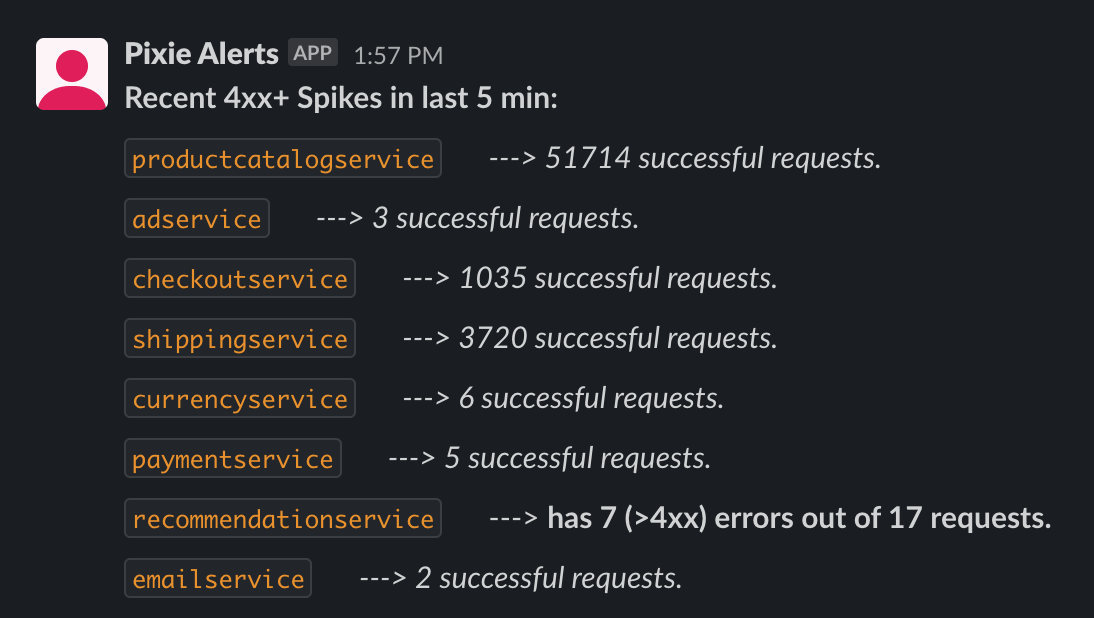 Pixie Alerts APP 1:57 PM
Recent 4xx+ Spikes in last 5 min:
productcatalogservice ---> 51714 successful requests.
adservice ---> 3 successful requests.
checkoutservice ---> 1035 successful requests.
shippingservice ---> 3720 successful requests.
currencyservice ---> 6 successful requests.
paymentservice ---> 5 successful requests.
recommendationservice ---> has 7 (>4xx) errors out of 17 requests.
emailservice ---> 2 successful requests.